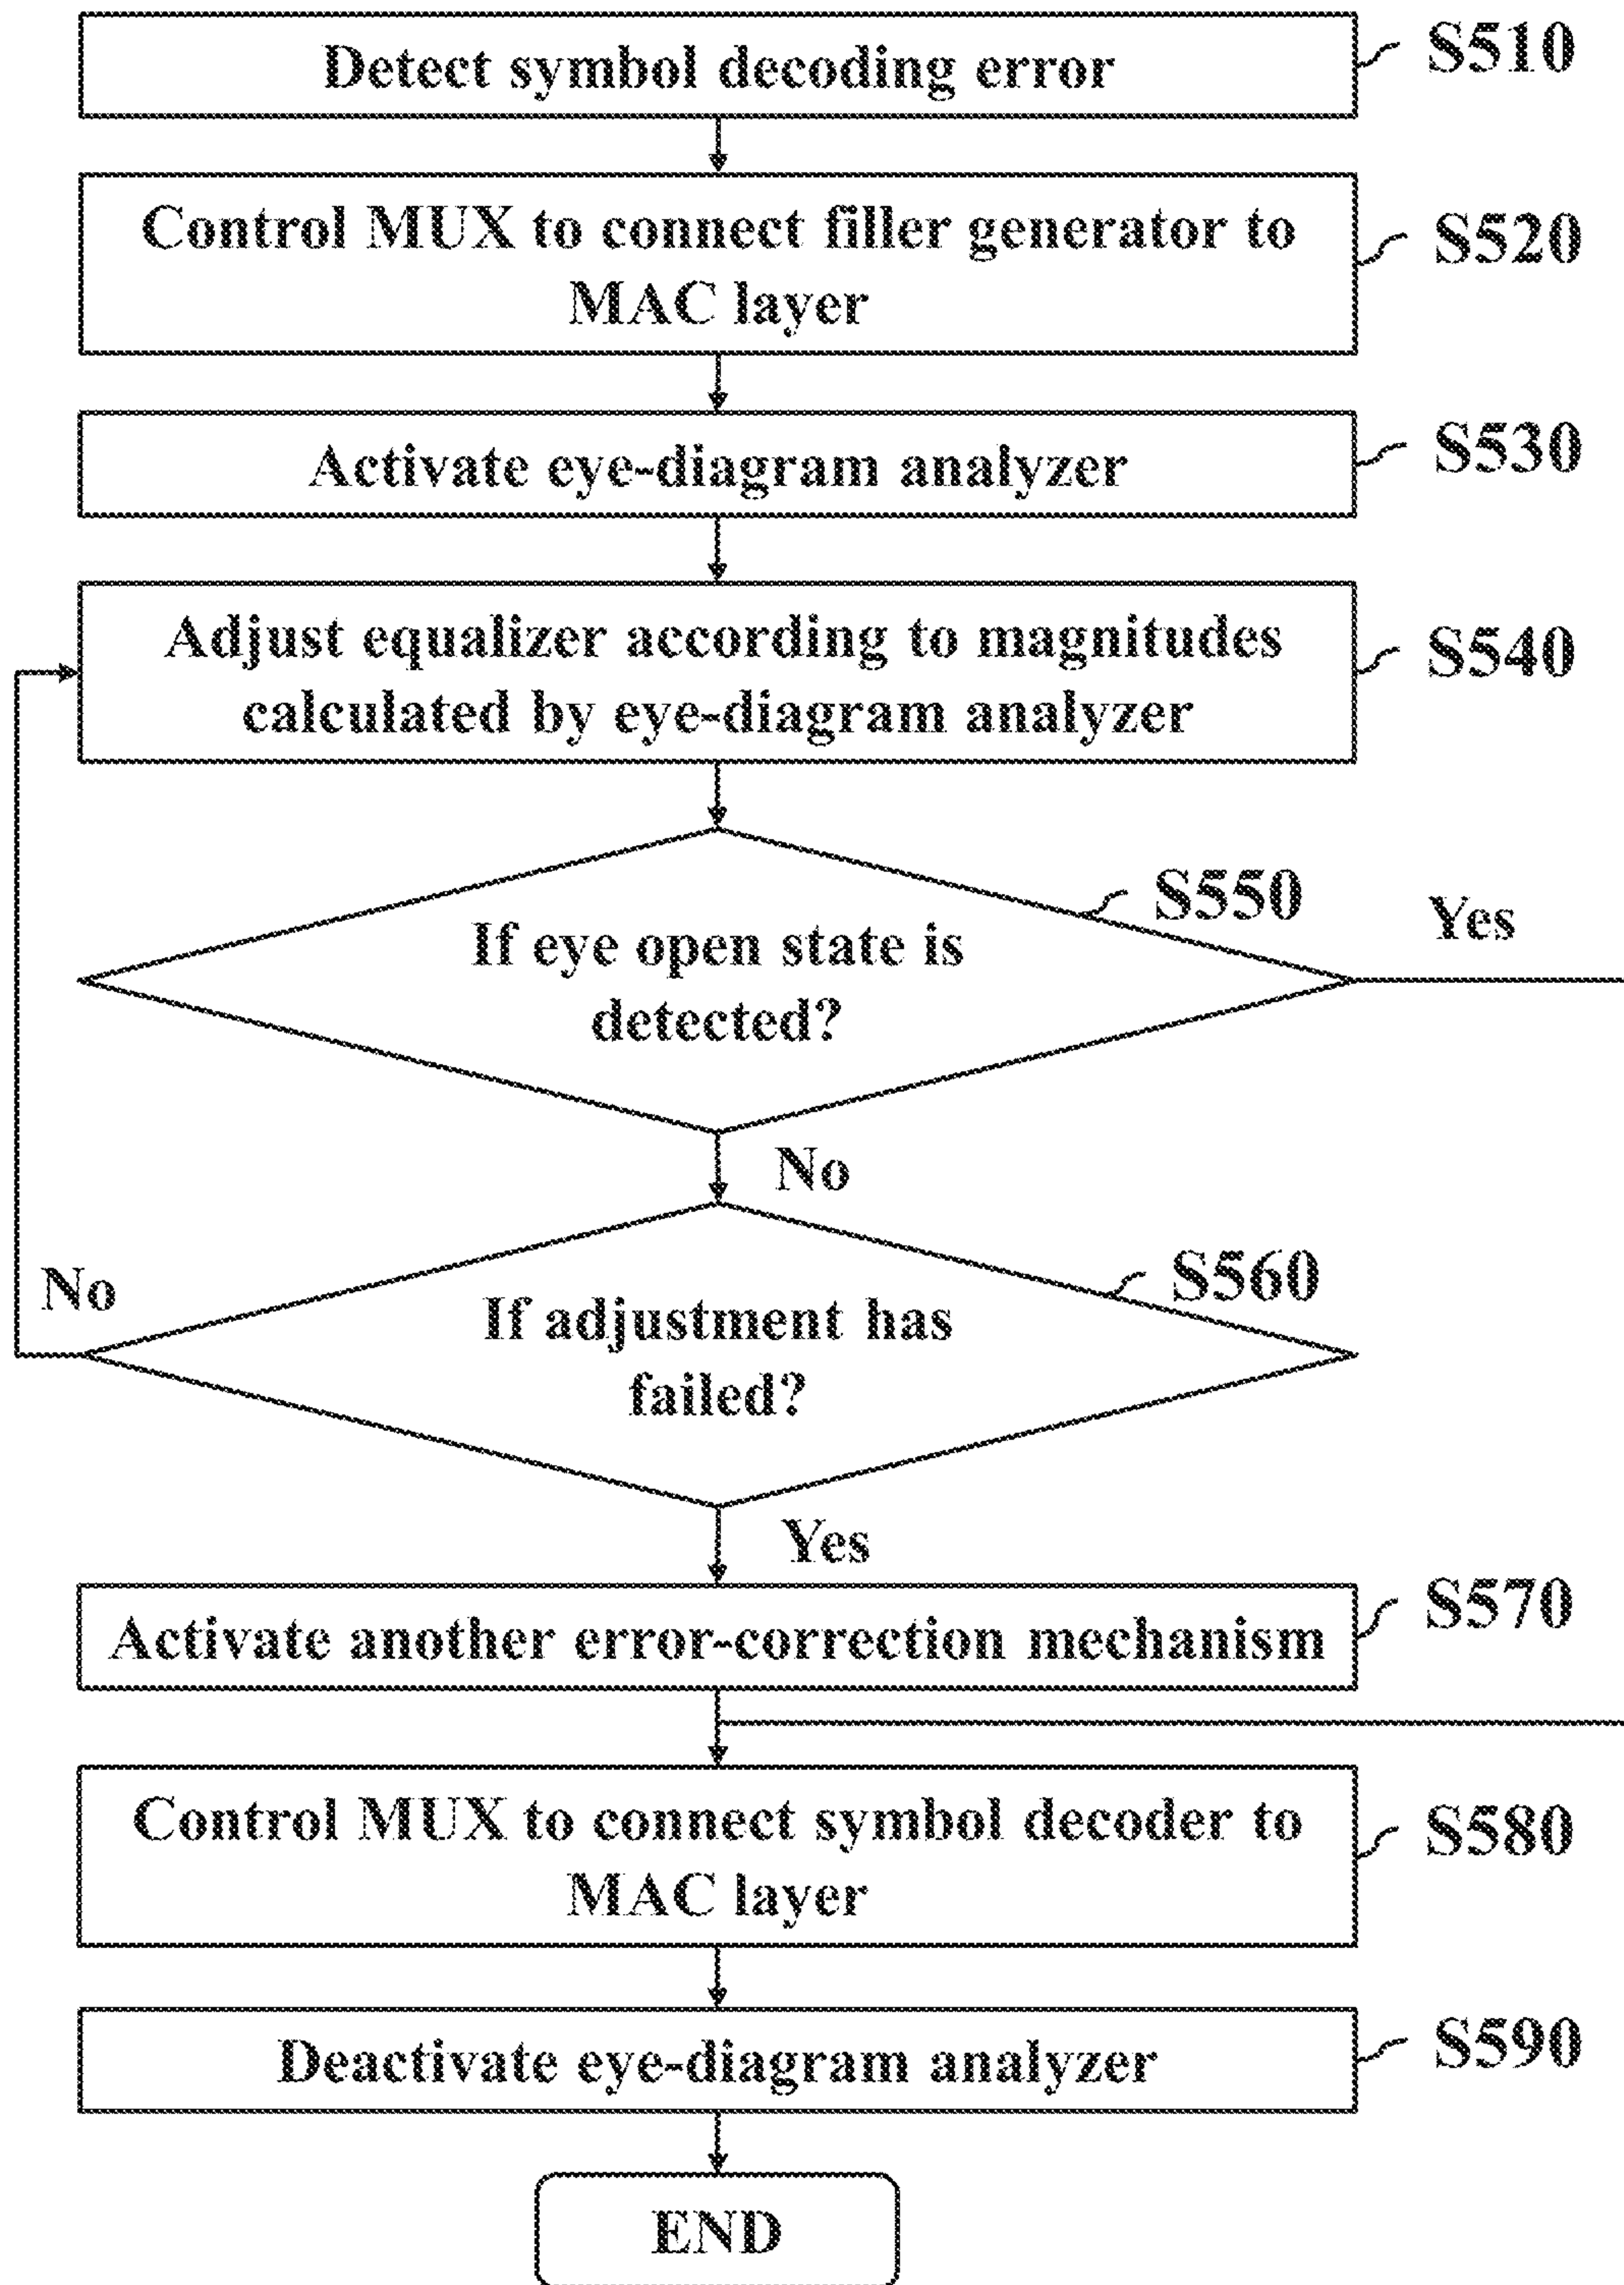 Detect symbol decoding error
S510
Control MUX to connect filler generator to
MAC layer
S520
Activate eye-diagram analyzer
S530
Adjust equalizer according to magnitudes
calculated by eye-diagram analyzer
S540
S550
Yes
If eye open state is
detected?
No
S560
No
If adjustment has
failed?
Yes
Activate another error-correction mechanism
S570
Control MUX to connect symbol decoder to
MAC layer
S580
Deactivate eye-diagram analyzer
S590
END